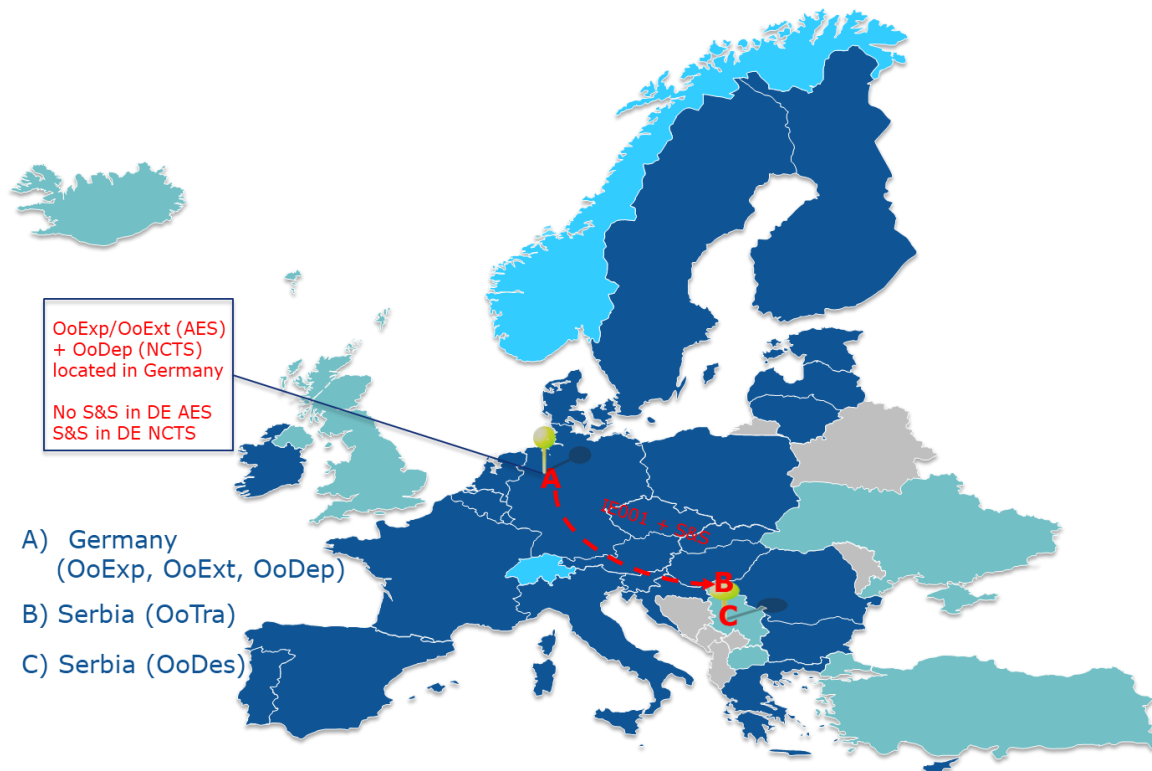 OoExp/OoExt (AES)
+ OoDep (NCTS)
located in Germany
No S&S in DE AES
S&S in DE NCTS
A
IE001 + S&S
B
C
A) Germany
(OoExp, OoExt, OoDep)
B) Serbia (OoTra)
C) Serbia (OoDes)